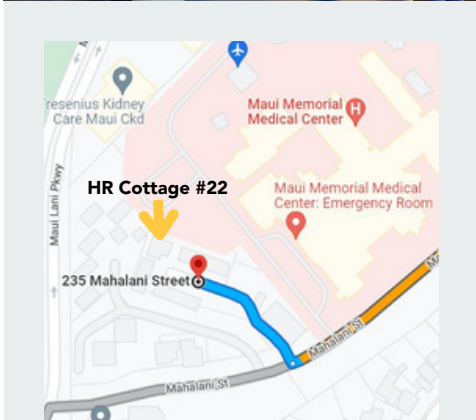 resenius Kidney
Care Maui Ckd
Maui Memorial
Medical Center
H
Maui Lani Pkwy
HR Cottage #22
Maui Memorial Medical
Center: Emergency Room
235 Mahalani Street
Mahalani St
Mahalani St